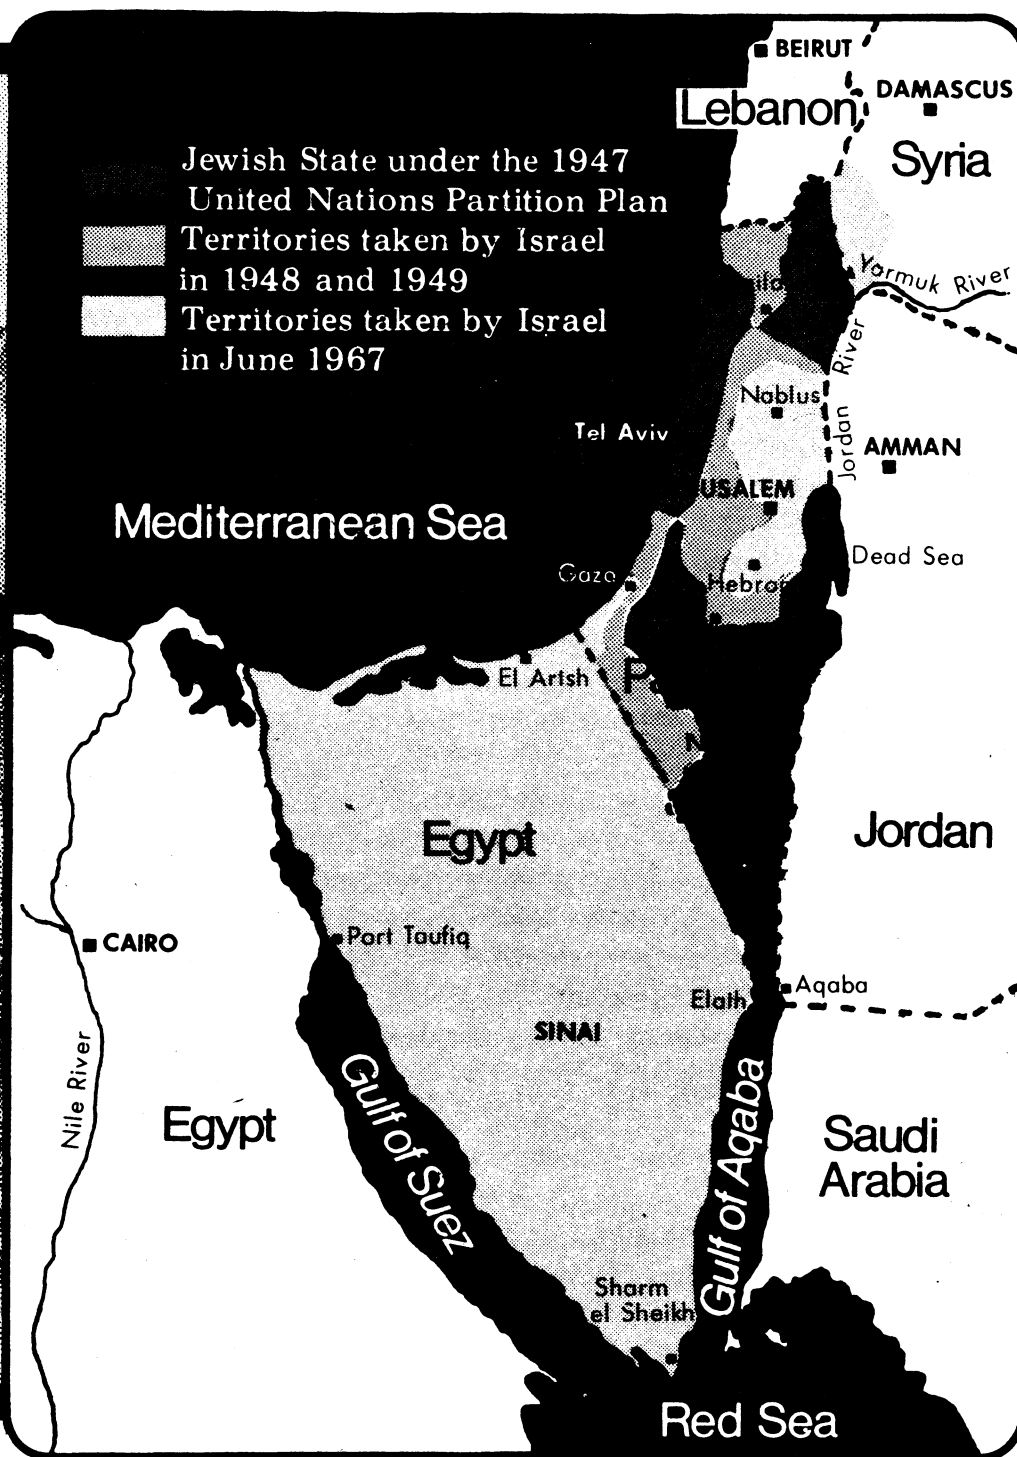 BEIRUT
DAMASCUS
Lebanon
Syria
Jewish State under the 1947
United Nations Partition Plan
Territories taken by Israel
in 1948 and 1949
Territories taken by Israel
in June 1967
Yarmuk River
Jordan River
Nablus
Tel Aviv
AMMAN
USALEM
Mediterranean Sea
Dead Sea
Gaza
Hebron
El Arish
Egypt
Jordan
CAIRO
Port Taufiq
Aqaba
Elath
SINAI
Nile River
Gulf of Suez
Gulf of Aqaba
Egypt
Saudi
Arabia
Sharm
el Sheikh
Red Sea